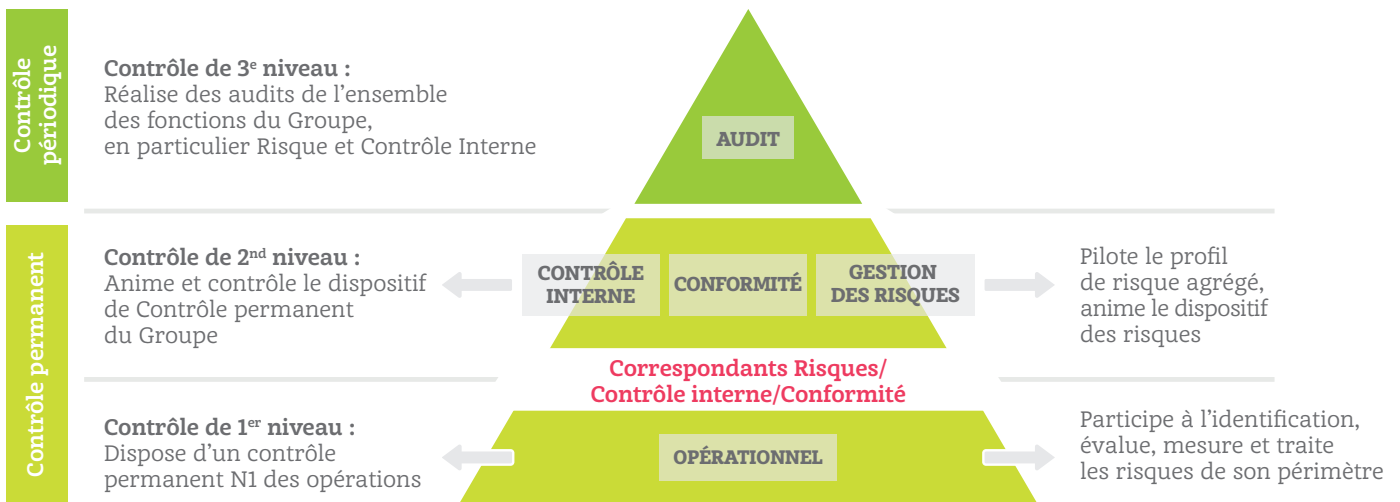 Contrôle
périodique
Contrôle de 3e niveau :
Réalise des audits de l'ensemble
des fonctions du Groupe,
en particulier Risque et Contrôle Interne
AUDIT
Contrôle permanent
Contrôle de 2nd niveau :
Anime et contrôle le dispositif
de Contrôle permanent
du Groupe
CONTRÔLE
INTERNE
CONFORMITÉ
GESTION
DES RISQUES
Pilote le profil
de risque agrégé,
anime le dispositif
des risques
Correspondants Risques/
Contrôle interne/Conformité
Contrôle de 1er niveau :
Dispose d'un contrôle
permanent N1 des opérations
OPÉRATIONNEL
Participe à l'identification,
évalue, mesure et traite
les risques de son périmètre